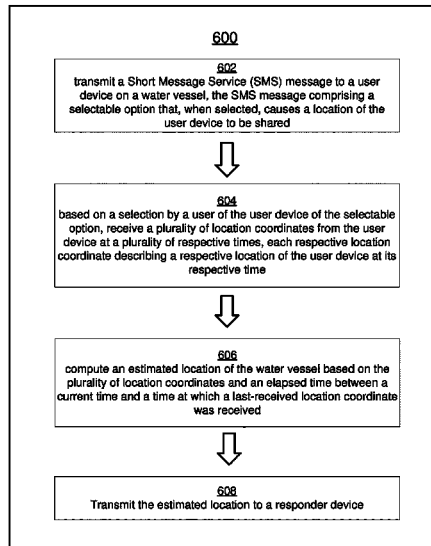 600
602
transmit a Short Message Service (SMS) message to a user
device on a water vessel, the SMS message comprising a
selectable option that, when selected, causes a location of the
user device to be shared
604
based on a selection by a user of the user device of the selectable
option, receive a plurality of location coordinates from the user
device at a plurality of respective times, each respective location
coordinate describing a respective location of the user device at its
respective time
606
compute an estimated location of the water vessel based on the
plurality of location coordinates and an elapsed time between a
current time and a time at which a last-received location coordinate
was received
608
Transmit the estimated location to a responder device